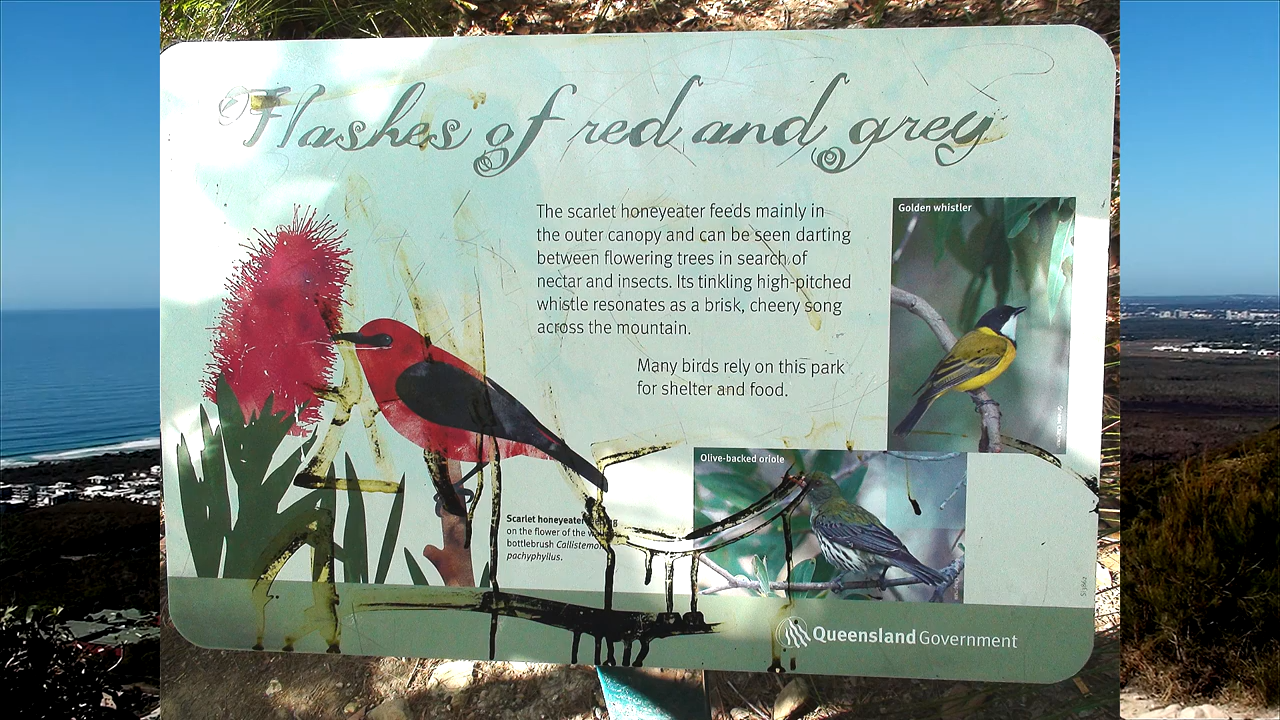 Flashes of red and grey
The scarlet honeyeater feeds mainly in
the outer canopy and can be seen darting
between flowering trees in search of
nectar and insects. Its tinkling high-pitched
whistle resonates as a brisk, cheery song
across the mountain.
Many birds rely on this park
for shelter and food.
Golden whistler
Olive-backed oriole
Scarlet honeyeater
on the flower of the
bottlebrush Callistemon
pachyphyllus.
Queensland Government